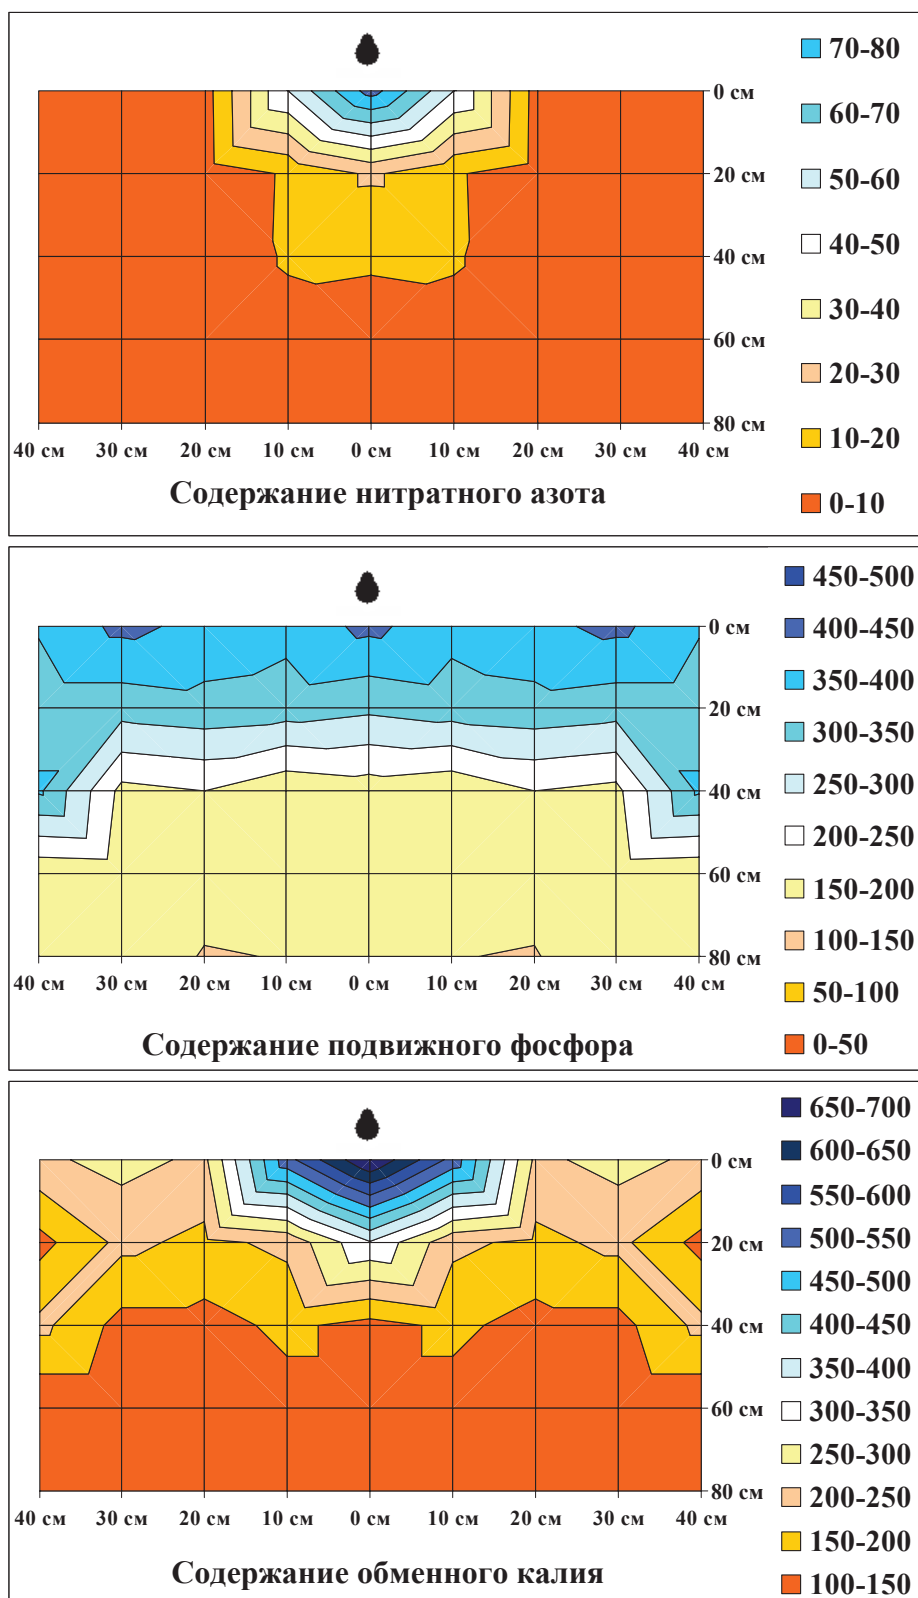 70-80
0 см
60-70
50-60
20 см
40-50
40 см
30-40
60 см
20-30
80 см
10-20
40 см 30 см 20 см 10 см 0 см 10 см 20 см 30 см 40 см
Содержание нитратного азота
0-10
450-500
0 см
400-450
350-400
20 см
300-350
250-300
40 см
200-250
60 см
150-200
100-150
80 см
40 см 30 см 20 см 10 см 0 см 10 см 20 см 30 см 40 см
50-100
Содержание подвижного фосфора
0-50
650-700
600-650
0 см
550-600
500-550
20 см
450-500
400-450
40 см
350-400
300-350
60 см
250-300
80 см
200-250
40 см 30 см 20 см 10 см 0 см 10 см 20 см 30 см 40 см
150-200
Содержание обменного калия
100-150